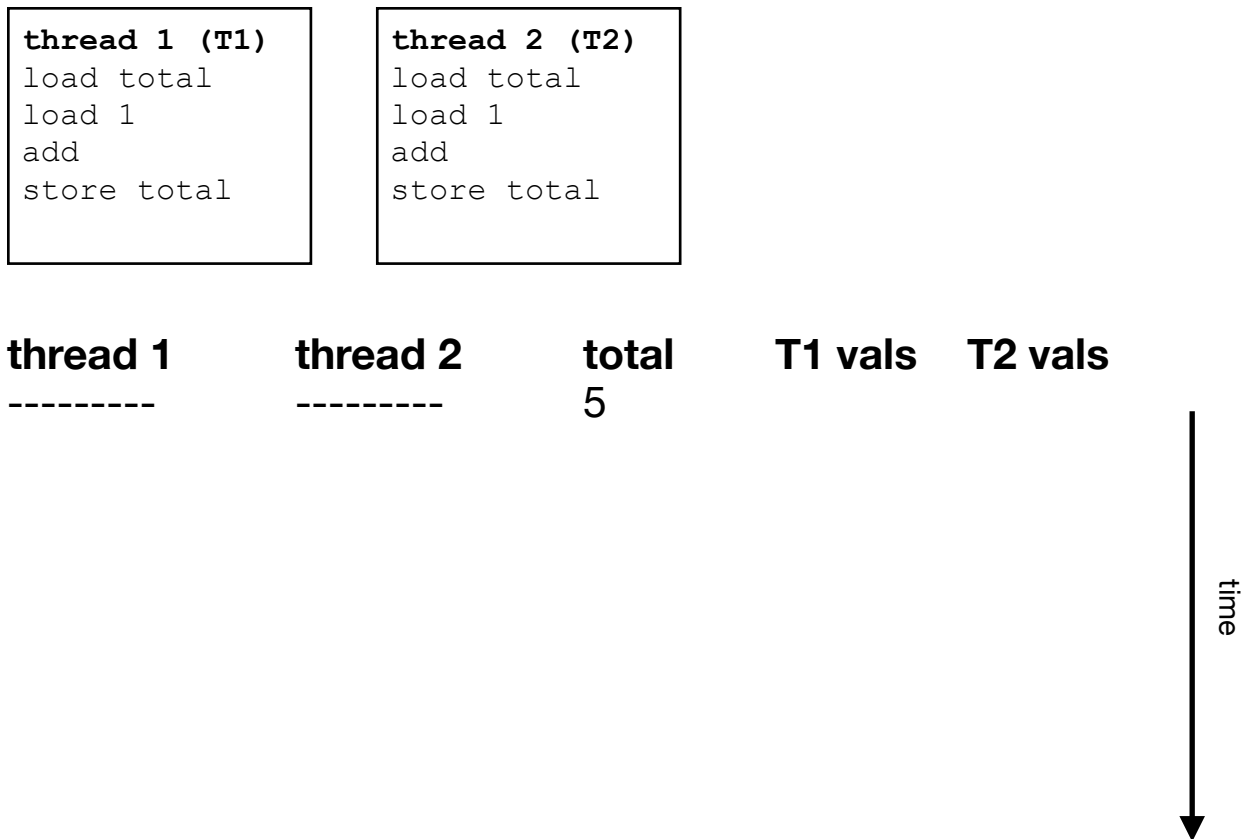 thread 1 (T1)
load total
load 1
add
store total
thread 2 (T2)
load total
load 1
add
store total
thread 1 thread 2 total T1 vals T2 vals
--------- --------- 5
time